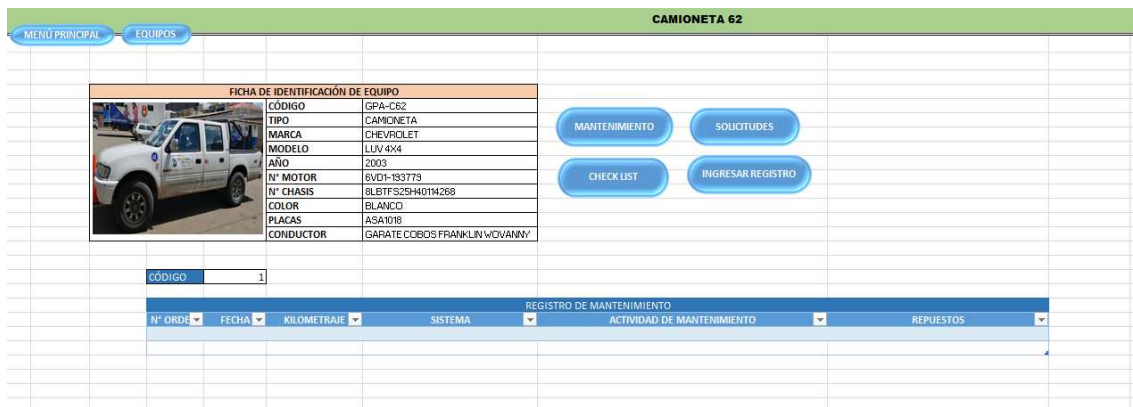 CAMIONETA 62
MENÚ PRINCIPAL
EQUIPOS
FICHA DE IDENTIFICACIÓN DE EQUIPO
CÓDIGO GPA-C62
TIPO CAMIONETA
MARCA CHEVROLET
MODELO LUV 4X4
AÑO 2003
N° MOTOR 6VD1-193779
N° CHASIS 8LBTFS25H40114268
COLOR BLANCO
PLACAS ASA1018
CONDUCTOR GARATE COBOS FRANKLIN WOVANNY
MANTENIMIENTO
SOLICITUDES
CHECK LIST
INGRESAR REGISTRO
CÓDIGO 1
REGISTRO DE MANTENIMIENTO
N° ORDE FECHA KILOMETRAJE SISTEMA ACTIVIDAD DE MANTENIMIENTO REPUESTOS